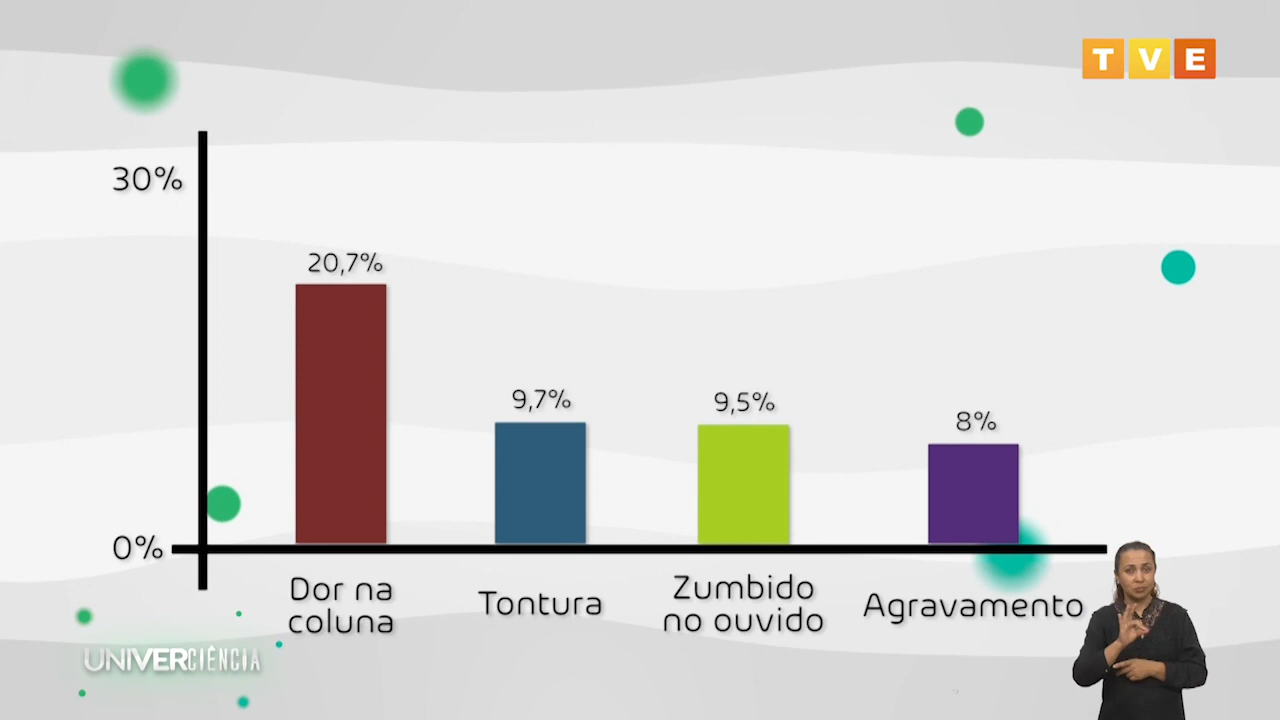 TVE
30%
20,7%
9,7%
9,5%
8%
0%
Dor na
coluna
Tontura
Zumbido
no ouvido
Agravamento
UNIVERCIÊNCIA